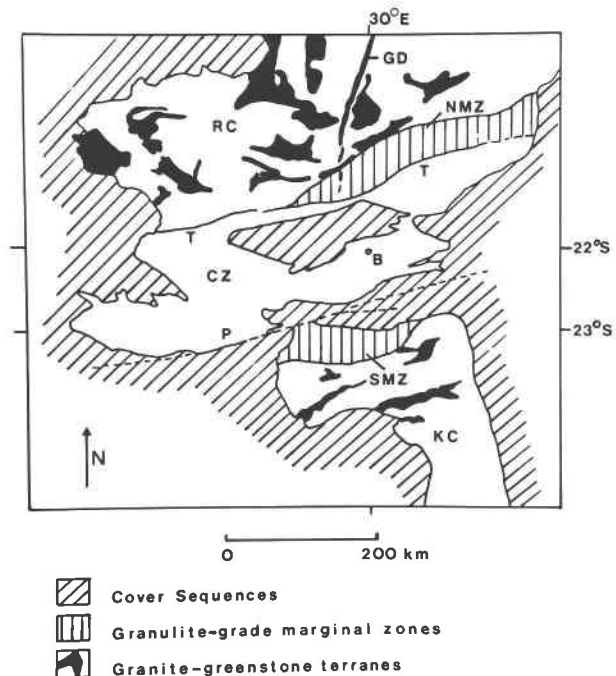 30°E
GD
NMZ
RC
T
T
22°S
°B
CZ
P
23°S
SMZ
KC
N
0 200 km
Cover Sequences
Granulite-grade marginal zones
Granite-greenstone terranes